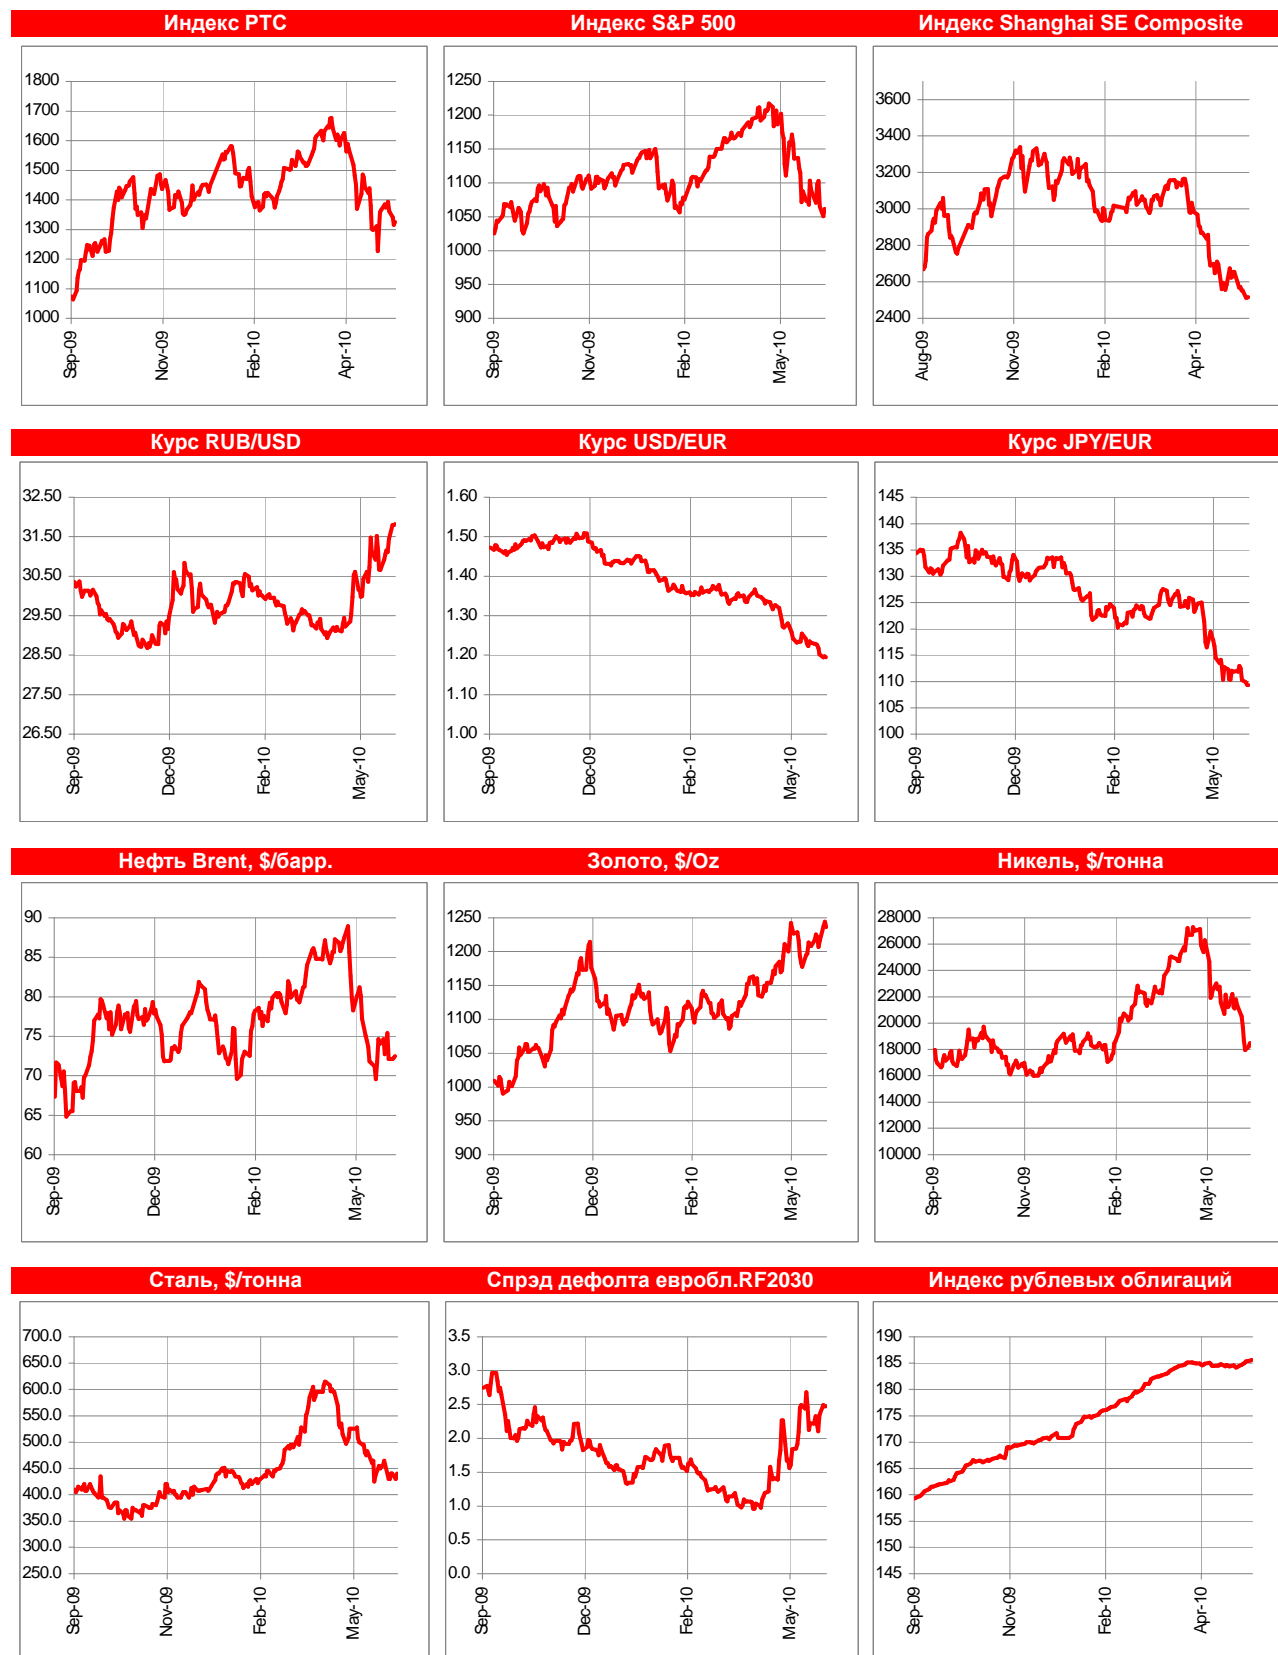 Индекс РТС
1800
1700
1600
1500
1400
1300
1200
1100
1000
Sep-09
Nov-09
Feb-10
Apr-10
Индекс S&P 500
1250
1200
1150
1100
1050
1000
950
900
Sep-09
Nov-09
Feb-10
May-10
Индекс Shanghai SE Composite
3600
3400
3200
3000
2800
2600
2400
Aug-09
Nov-09
Feb-10
Apr-10
Курс RUB/USD
32.50
31.50
30.50
29.50
28.50
27.50
26.50
Sep-09
Dec-09
Feb-10
May-10
Курс USD/EUR
1.60
1.50
1.40
1.30
1.20
1.10
1.00
Sep-09
Dec-09
Feb-10
May-10
Курс JPY/EUR
145
140
135
130
125
120
115
110
105
100
Sep-09
Dec-09
Feb-10
May-10
Нефть Brent, $/барр.
90
85
80
75
70
65
60
Sep-09
Dec-09
Feb-10
May-10
Золото, $/Oz
1250
1200
1150
1100
1050
1000
950
900
Sep-09
Dec-09
Feb-10
May-10
Никель, $/тонна
28000
26000
24000
22000
20000
18000
16000
14000
12000
10000
Sep-09
Nov-09
Feb-10
May-10
Сталь, $/тонна
700.0
650.0
600.0
550.0
500.0
450.0
400.0
350.0
300.0
250.0
Sep-09
Nov-09
Feb-10
May-10
Спрэд дефолта евробл.RF2030
3.5
3.0
2.5
2.0
1.5
1.0
0.5
0.0
Sep-09
Dec-09
Feb-10
May-10
Индекс рублевых облигаций
190
185
180
175
170
165
160
155
150
145
Sep-09
Nov-09
Feb-10
Apr-10